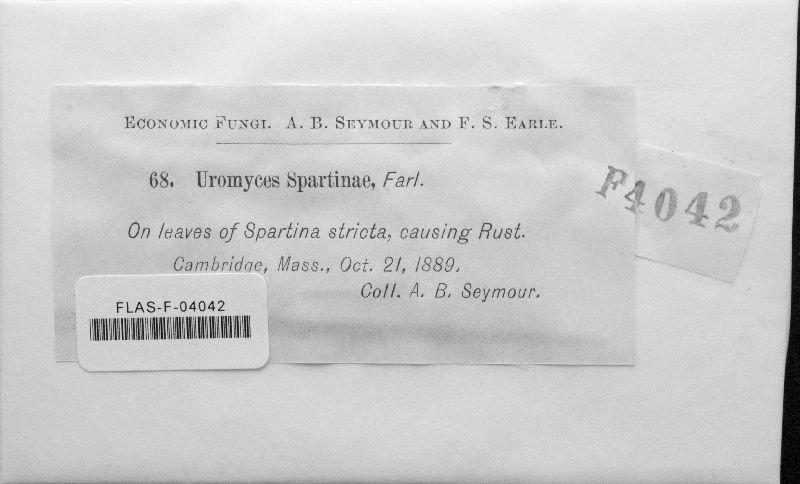 ECONOMIC FUNGI. A. B. SEYMOUR AND F. S. EARLE.
68. Uromyces Spartinae, Farl.
F4042
On leaves of Spartina stricta, causing Rust.
Cambridge, Mass., Oct. 21, 1889.
Coll. A. B. Seymour.
FLAS-F-04042